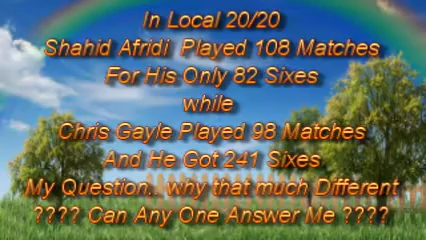 In Local 20/20
Shahid Afridi Played 108 Matches
For His Only 82 Sixes
while
Chris Gayle Played 98 Matches
And He Got 241 Sixes
My Question.. why that much Different
???? Can Any One Answer Me ????